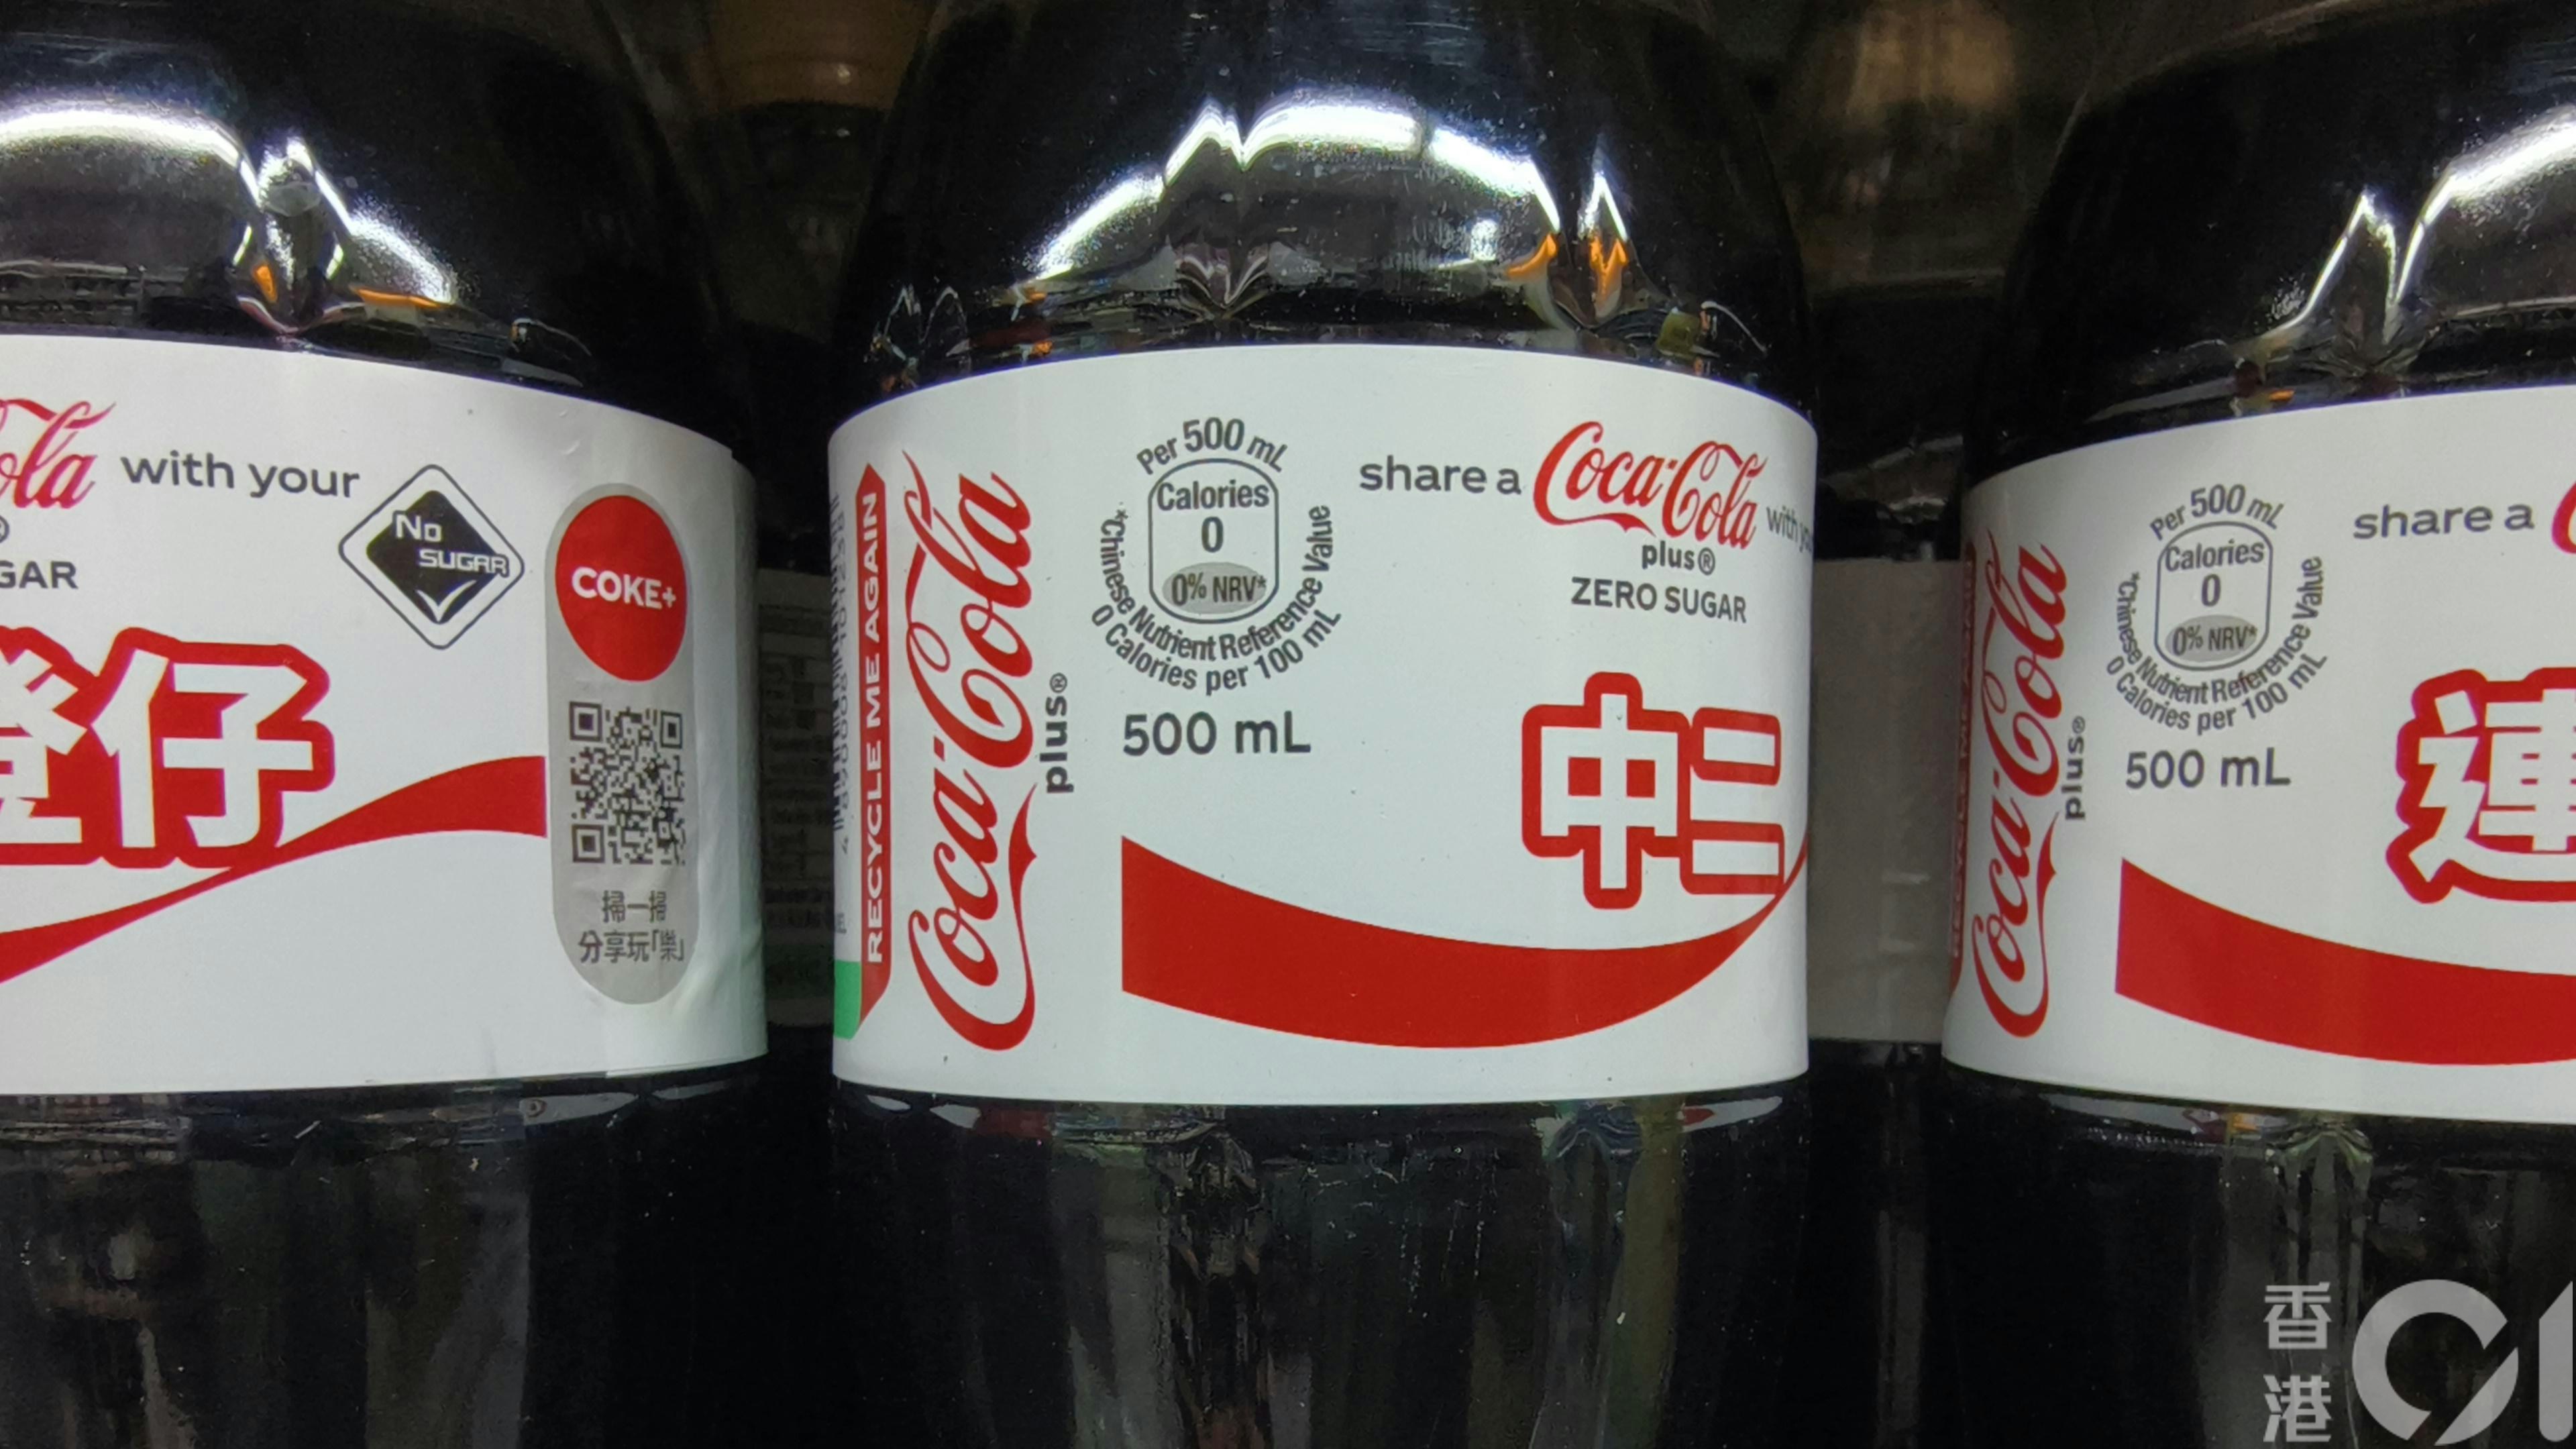 Cola with your
SUGAR
No
SUGAR
COKE+
橙仔
掃一掃
分享玩「樂」
RECYCLE ME AGAIN
Coca-Cola
plus®
Per 500 mL
Calories
0
0% NRV*
*Chinese Nutrient Reference Value
0 Calories per 100 mL
500 mL
share a Coca-Cola with
plus®
ZERO SUGAR
中二
Coca-Cola
plus®
Per 500 mL
Calories
0
0% NRV*
*Chinese Nutrient Reference Value
0 Calories per 100 mL
500 mL
share a
香港01